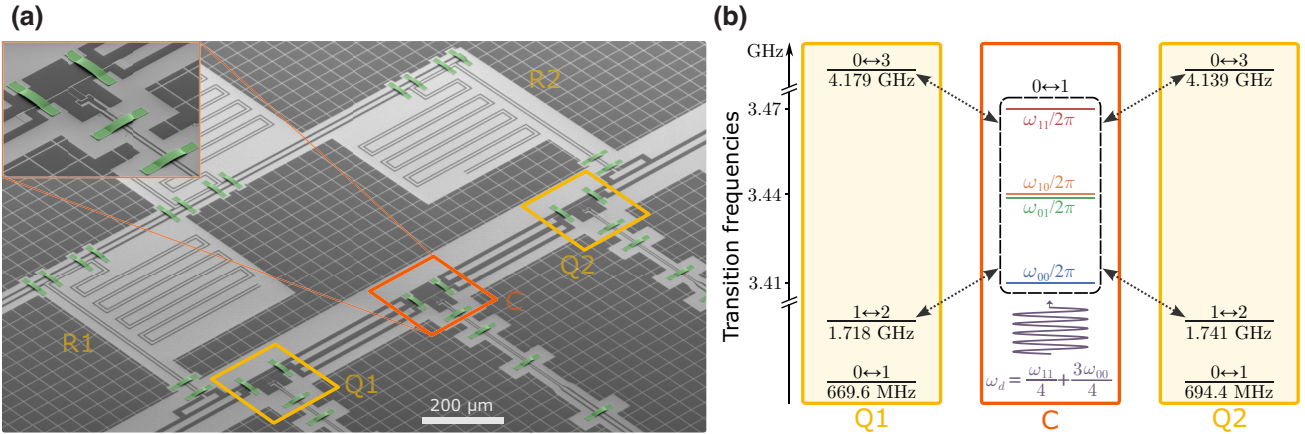 (a)
R2
Q2
C
R1
Q1
200 μm
(b)
Transition frequencies
GHz
3.47
3.44
3.41
0↔3
4.179 GHz
1↔2
1.718 GHz
0↔1
669.6 MHz
Q1
0↔1
ω₁₁/2π
ω₁₀/2π
ω₀₁/2π
ω₀₀/2π
ω_d = ω₁₁/4 + 3ω₀₀/4
C
0↔3
4.139 GHz
1↔2
1.741 GHz
0↔1
694.4 MHz
Q2